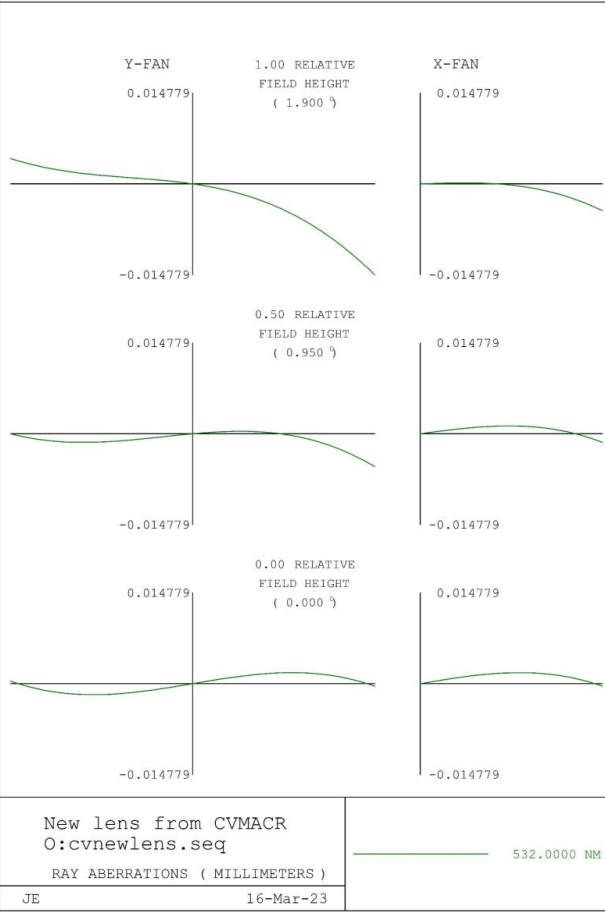 Y-FAN 1.00 RELATIVE X-FAN
FIELD HEIGHT
0.014779 ( 1.900 º) 0.014779
-0.014779 -0.014779
0.50 RELATIVE
FIELD HEIGHT
0.014779 ( 0.950 º) 0.014779
-0.014779 -0.014779
0.00 RELATIVE
FIELD HEIGHT
0.014779 ( 0.000 º) 0.014779
-0.014779 -0.014779
New lens from CVMACR
O:cvnewlens.seq
RAY ABERRATIONS ( MILLIMETERS )
JE 16-Mar-23
532.0000 NM